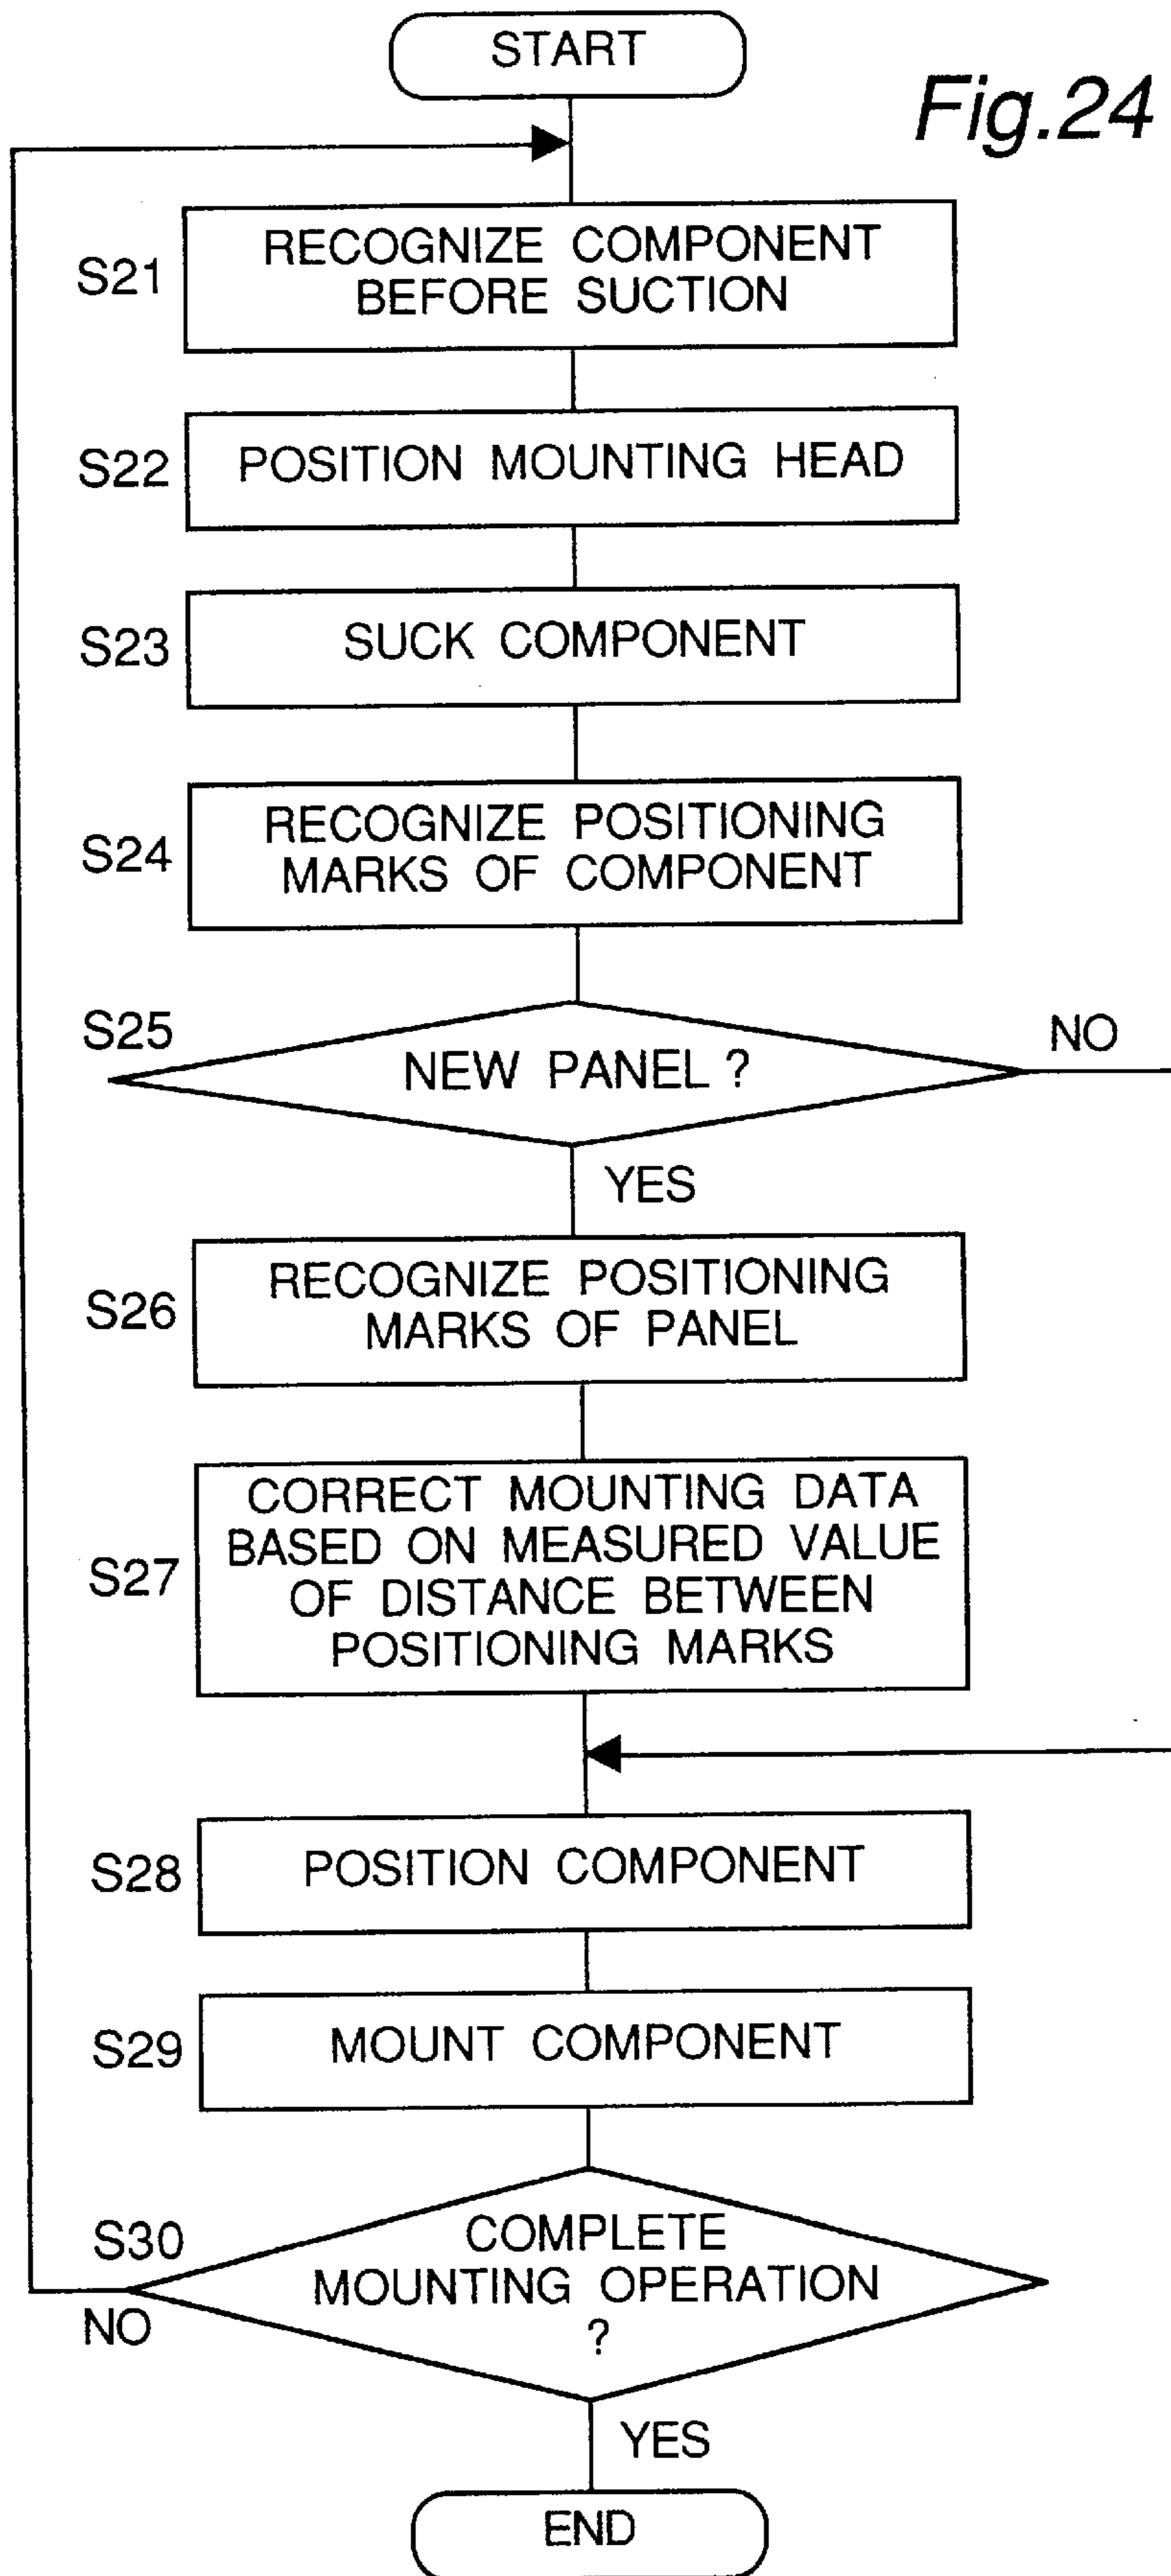 START
Fig.24
S21
RECOGNIZE COMPONENT
BEFORE SUCTION
S22
POSITION MOUNTING HEAD
S23
SUCK COMPONENT
S24
RECOGNIZE POSITIONING
MARKS OF COMPONENT
S25
NEW PANEL ?
NO
YES
S26
RECOGNIZE POSITIONING
MARKS OF PANEL
S27
CORRECT MOUNTING DATA
BASED ON MEASURED VALUE
OF DISTANCE BETWEEN
POSITIONING MARKS
S28
POSITION COMPONENT
S29
MOUNT COMPONENT
S30
COMPLETE
MOUNTING OPERATION
?
NO
YES
END